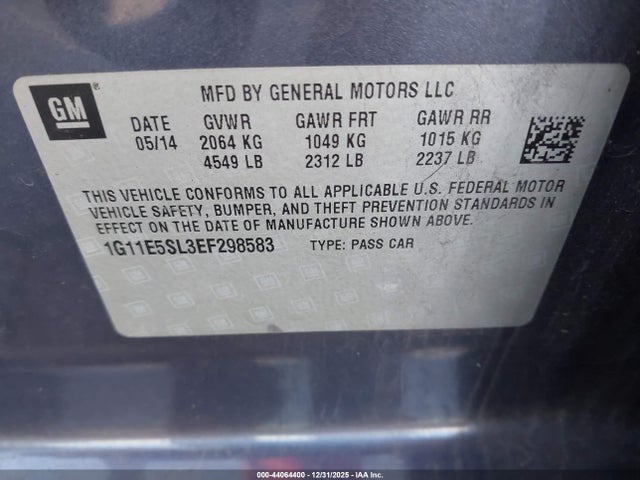 GM
MFD BY GENERAL MOTORS LLC
DATE GVWR GAWR FRT GAWR RR
05/14 2064 KG 1049 KG 1015 KG
4549 LB 2312 LB 2237 LB
THIS VEHICLE CONFORMS TO ALL APPLICABLE U.S. FEDERAL MOTOR
VEHICLE SAFETY, BUMPER, AND THEFT PREVENTION STANDARDS IN
EFFECT ON THE DATE OF MANUFACTURE SHOWN ABOVE.
1G11E5SL3EF298583 TYPE: PASS CAR
000-44064400 - 12/31/2025 - IAA Inc.